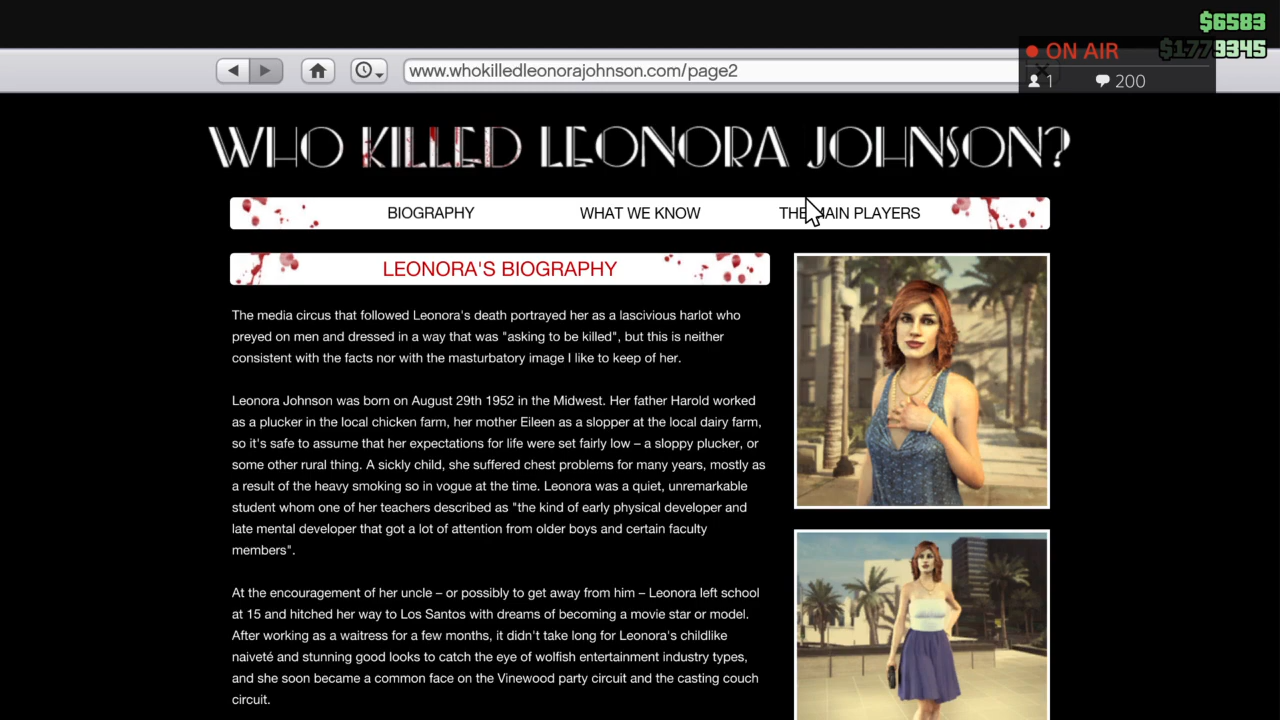 $6583
$1779345
ON AIR
1 200
www.whokilledleonorajohnson.com/page2
WHO KILLED LEONORA JOHNSON?
BIOGRAPHY WHAT WE KNOW THE MAIN PLAYERS
LEONORA'S BIOGRAPHY
The media circus that followed Leonora's death portrayed her as a lascivious harlot who
preyed on men and dressed in a way that was "asking to be killed", but this is neither
consistent with the facts nor with the masturbatory image I like to keep of her.
Leonora Johnson was born on August 29th 1952 in the Midwest. Her father Harold worked
as a plucker in the local chicken farm, her mother Eileen as a slopper at the local dairy farm,
so it's safe to assume that her expectations for life were set fairly low – a sloppy plucker, or
some other rural thing. A sickly child, she suffered chest problems for many years, mostly as
a result of the heavy smoking so in vogue at the time. Leonora was a quiet, unremarkable
student whom one of her teachers described as "the kind of early physical developer and
late mental developer that got a lot of attention from older boys and certain faculty
members".
At the encouragement of her uncle – or possibly to get away from him – Leonora left school
at 15 and hitched her way to Los Santos with dreams of becoming a movie star or model.
After working as a waitress for a few months, it didn't take long for Leonora's childlike
naiveté and stunning good looks to catch the eye of wolfish entertainment industry types,
and she soon became a common face on the Vinewood party circuit and the casting couch
circuit.